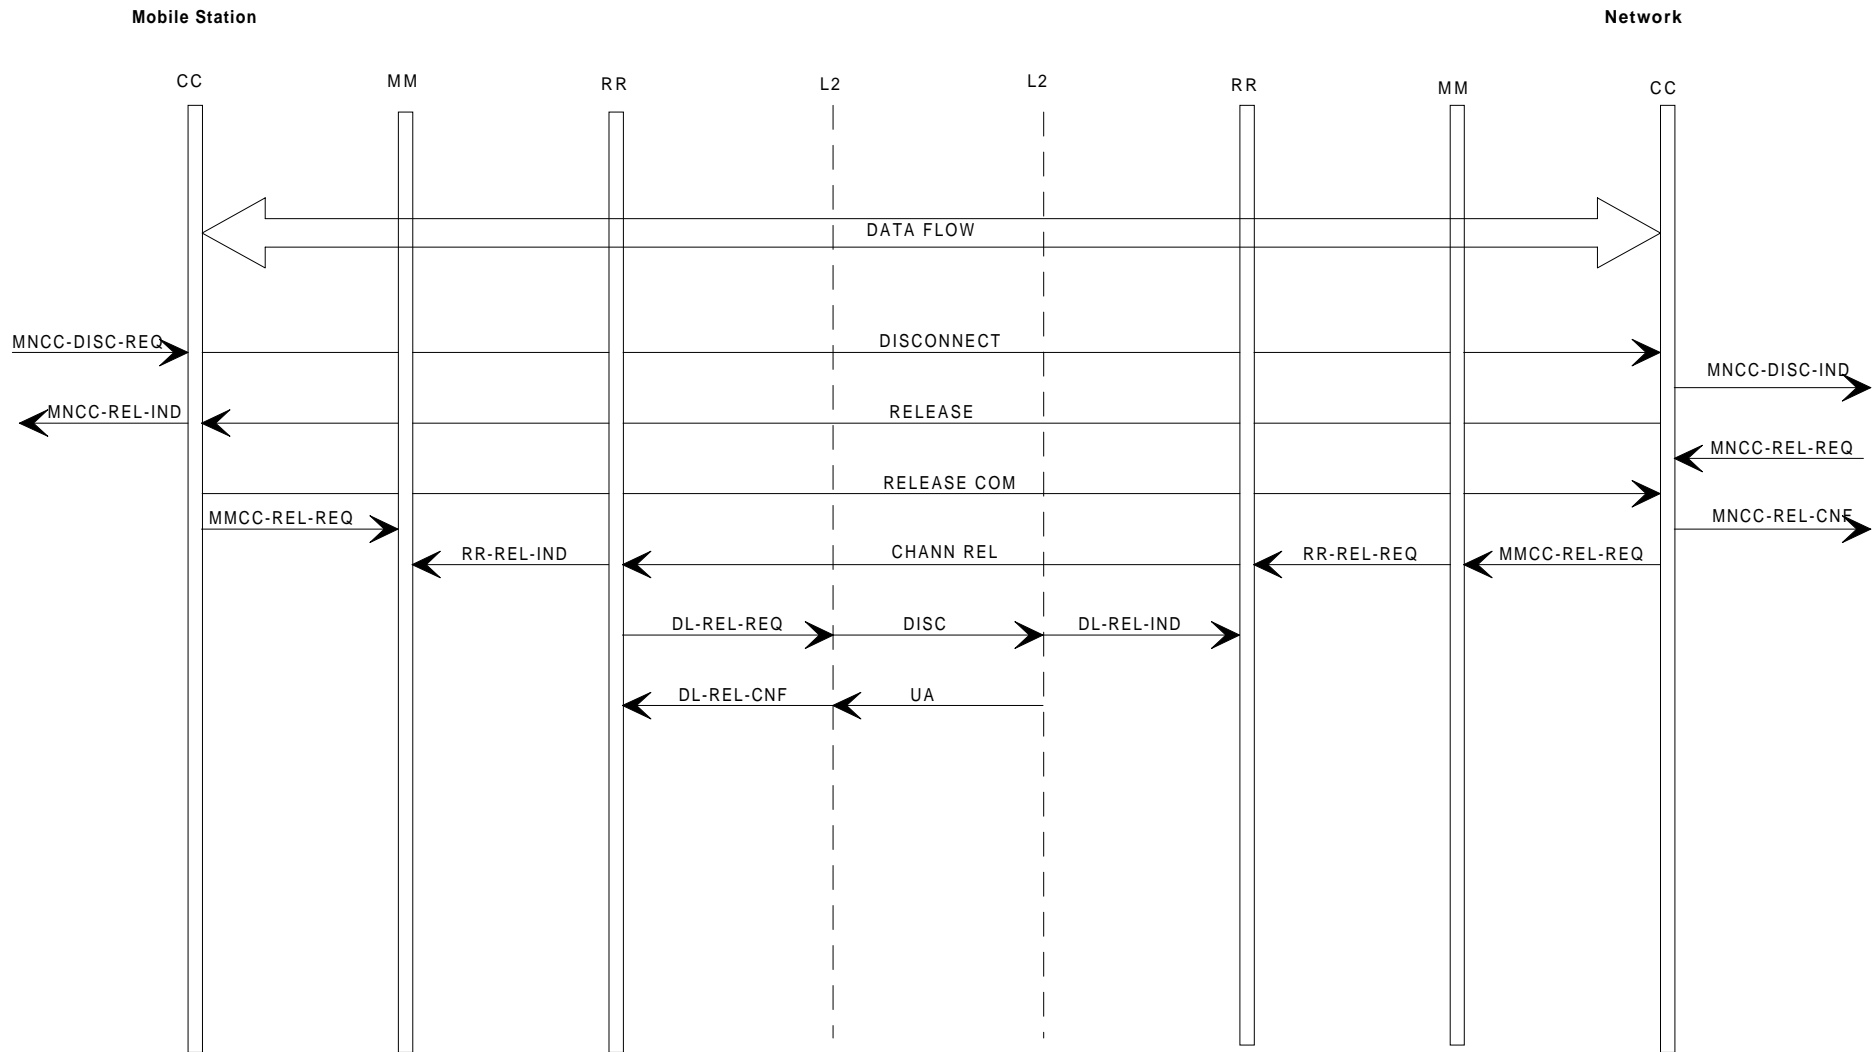 Mobile Station
Network
CC
MM
RR
L2
L2
RR
MM
CC
DATA FLOW
MNCC-DISC-REQ
DISCONNECT
MNCC-DISC-IND
MNCC-REL-IND
RELEASE
MNCC-REL-REQ
RELEASE COM
MMCC-REL-REQ
MNCC-REL-CNF
RR-REL-IND
CHANN REL
RR-REL-REQ
MMCC-REL-REQ
DL-REL-REQ
DISC
DL-REL-IND
DL-REL-CNF
UA